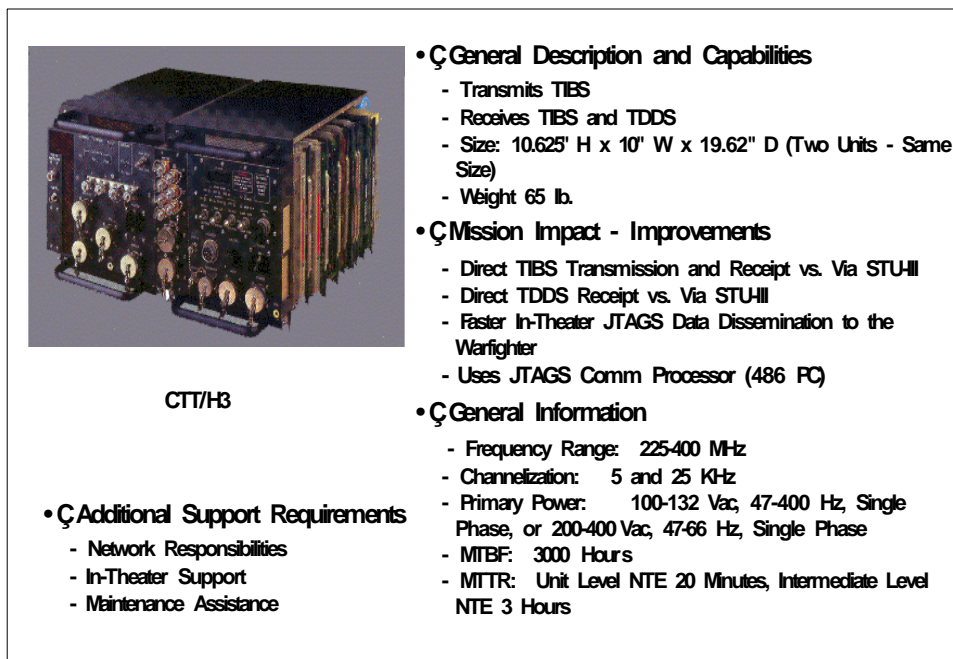 • Ç General Description and Capabilities
- Transmits TIBS
- Receives TIBS and TDDS
- Size: 10.625" H x 10" W x 19.62" D (Two Units - Same
Size)
- Weight 65 lb.
• Ç Mission Impact - Improvements
- Direct TIBS Transmission and Receipt vs. Via STU-III
- Direct TDDS Receipt vs. Via STU-III
- Faster In-Theater JTAGS Data Dissemination to the
Warfighter
- Uses JTAGS Comm Processor (486 PC)
• Ç General Information
- Frequency Range: 225-400 MHz
- Channelization: 5 and 25 KHz
- Primary Power: 100-132 Vac, 47-400 Hz, Single
Phase, or 200-400 Vac, 47-66 Hz, Single Phase
- MTBF: 3000 Hours
- MTTR: Unit Level NTE 20 Minutes, Intermediate Level
NTE 3 Hours
CTT/H3
• Ç Additional Support Requirements
- Network Responsibilities
- In-Theater Support
- Maintenance Assistance